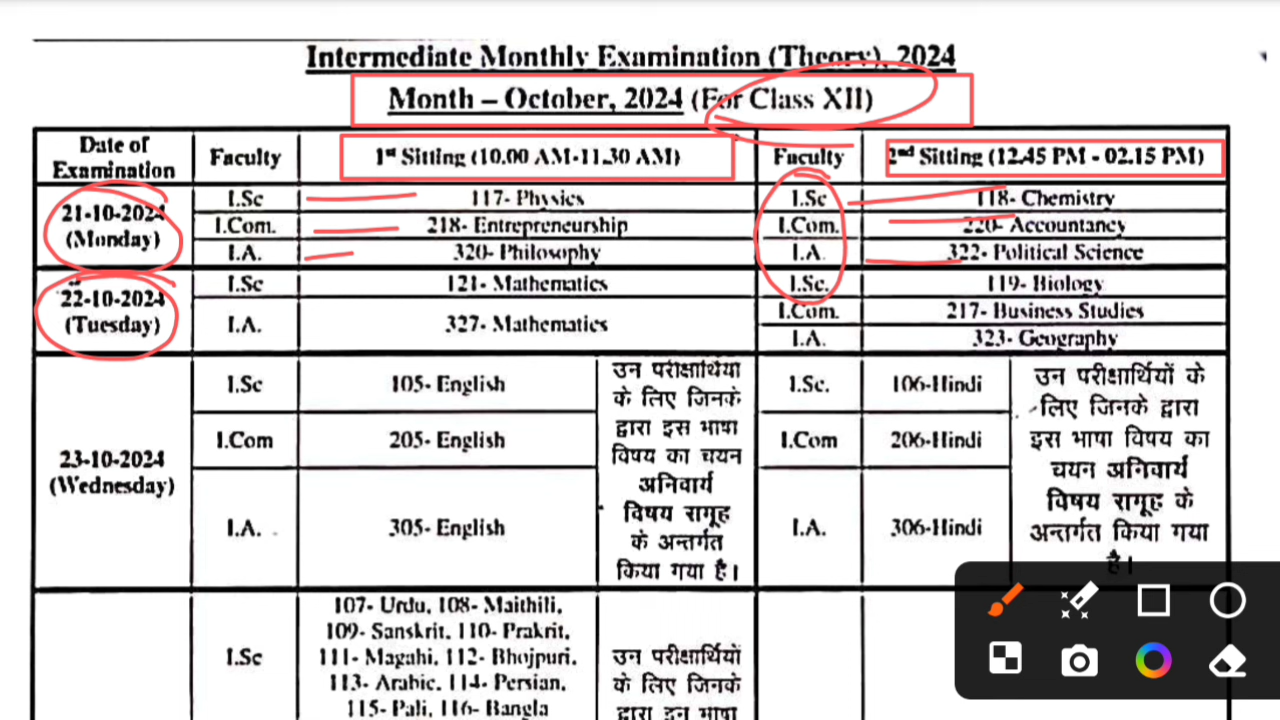 Intermediate Monthly Examination (Theory), 2024
Month – October, 2024 (For Class XII)
Date of Examination Faculty 1st Sitting (10.00 AM-11.30 AM) Faculty 2nd Sitting (12.45 PM - 02.15 PM)
21-10-2024 (Monday)
I.Sc 117- Physics I.Sc 118- Chemistry
I.Com. 218- Entrepreneurship I.Com. 220- Accountancy
I.A. 320- Philosophy I.A. 322- Political Science
22-10-2024 (Tuesday)
I.Sc 121- Mathematics I.Sc. 119- Biology
I.A. 327- Mathematics I.Com. 217- Business Studies
I.A. 323- Geography
23-10-2024 (Wednesday)
I.Sc 105- English I.Sc. 106-Hindi
I.Com 205- English I.Com 206-Hindi
I.A. 305- English I.A. 306-Hindi
उन परीक्षार्थियों
के लिए जिनके
द्वारा इस भाषा
विषय का चयन
अनिवार्य
विषय रागूह
के अन्तर्गत
किया गया है।
उन परीक्षार्थियों के
लिए जिनके द्वारा
इस भाषा विषय का
चयन अनिवार्य
विषय रागूह के
अन्तर्गत किया गया
है।
I.Sc
107- Urdu, 108- Maithili,
109- Sanskrit, 110- Prakrit,
111- Magahi, 112- Bhojpuri,
113- Arabic, 114- Persian,
115- Pali, 116- Bangla
उन परीक्षार्थियों
के लिए जिनके
द्वारा इन भाषा